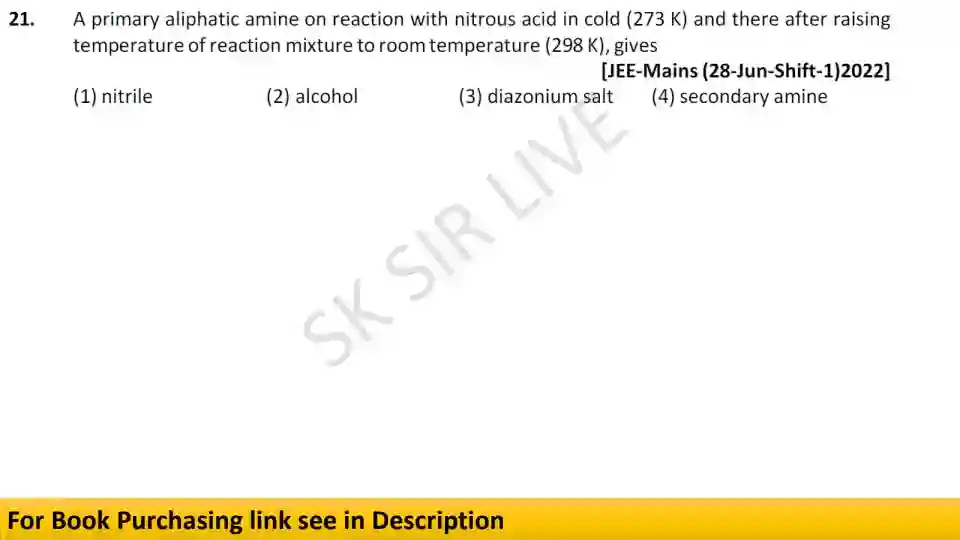 21. A primary aliphatic amine on reaction with nitrous acid in cold (273 K) and there after raising
temperature of reaction mixture to room temperature (298 K), gives
[JEE-Mains (28-Jun-Shift-1)2022]
(1) nitrile (2) alcohol (3) diazonium salt (4) secondary amine
SK SIR LIVE
For Book Purchasing link see in Description